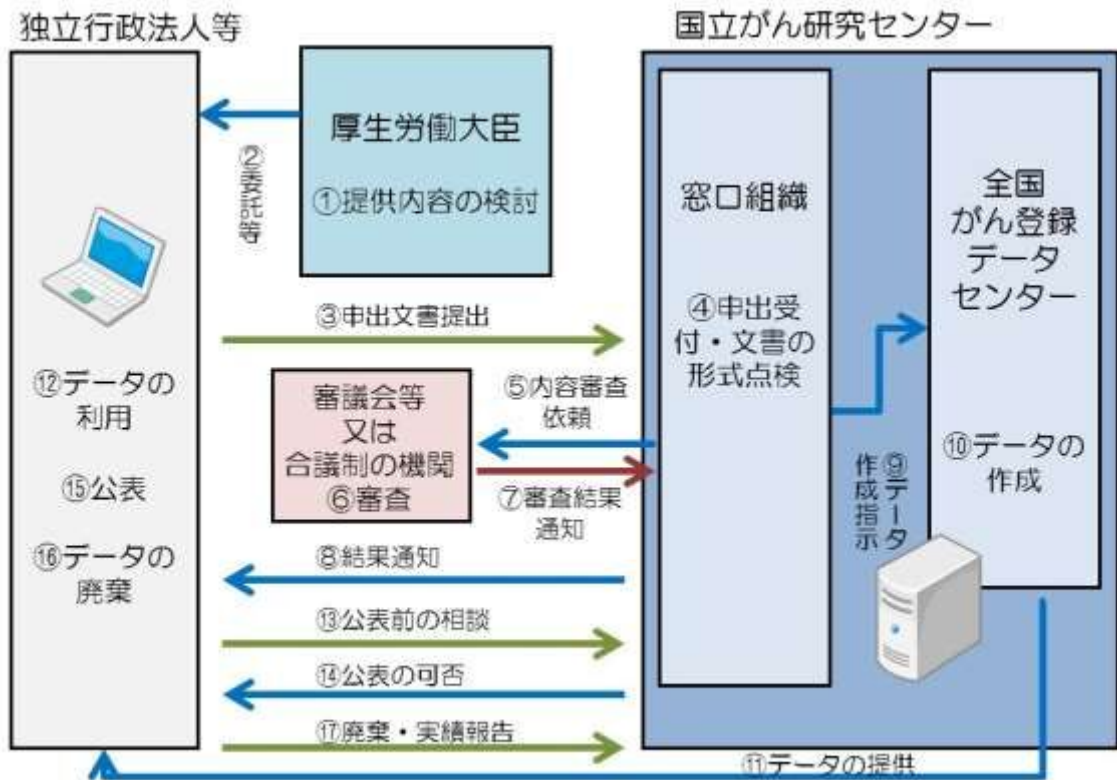 独立行政法人等
国立がん研究センター
厚生労働大臣
①提供内容の検討
②委託等
③申出文書提出
窓口組織
④申出受
付・文書の
形式点検
全国
がん登録
データ
センター
⑤内容審査
依頼
審議会等
又は
合議制の機関
⑥審査
⑦審査結果
通知
⑧結果通知
⑨データ
作成指示
⑩データの
作成
⑫データの
利用
⑮公表
⑯データの
廃棄
⑬公表前の相談
⑭公表の可否
⑰廃棄・実績報告
⑪データの提供